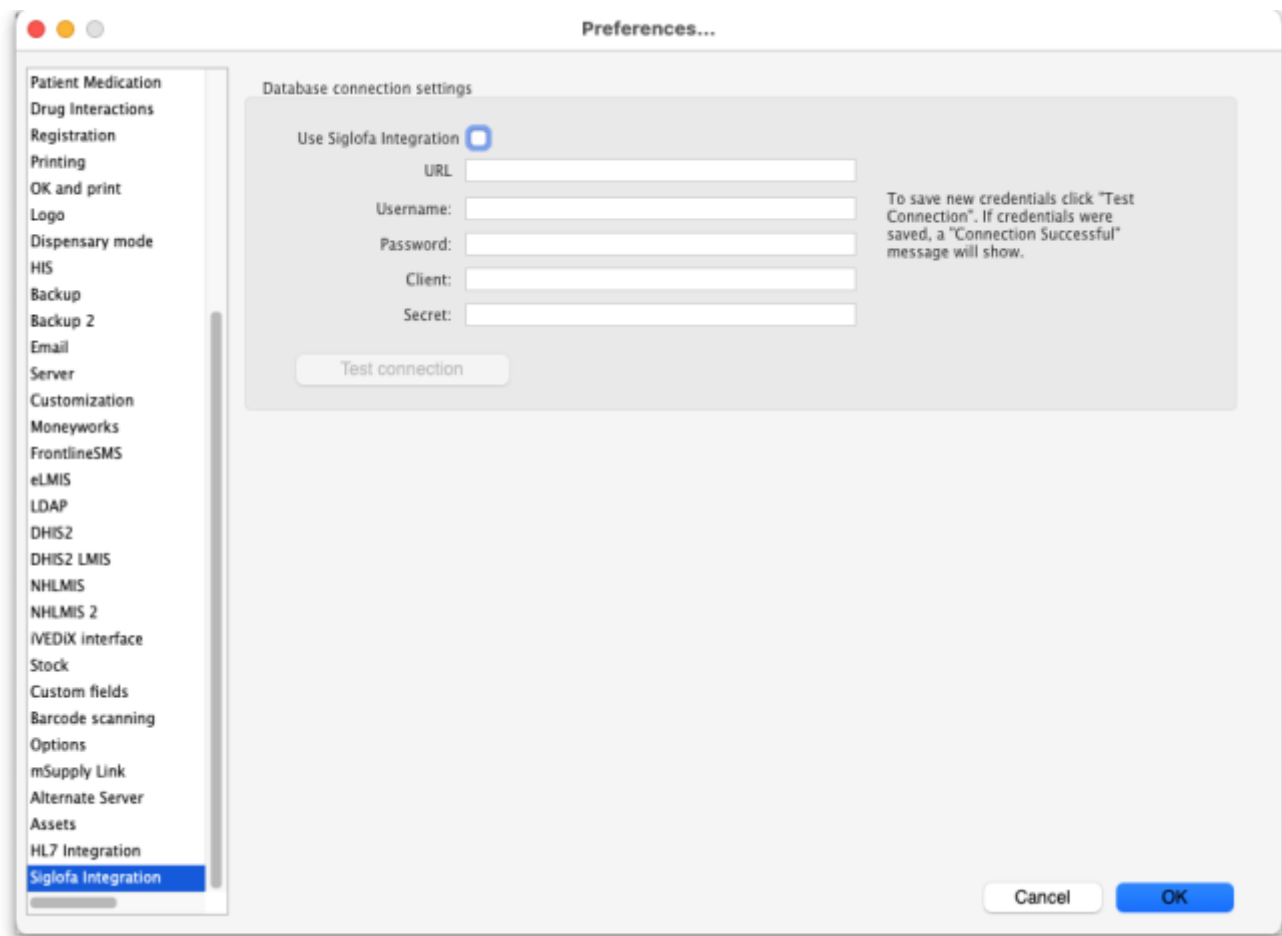 Preferences...
Patient Medication
Drug Interactions
Registration
Printing
OK and print
Logo
Dispensary mode
HIS
Backup
Backup 2
Email
Server
Customization
Moneyworks
FrontlineSMS
eLMIS
LDAP
DHIS2
DHIS2 LMIS
NHLMIS
NHLMIS 2
iVEDiX interface
Stock
Custom fields
Barcode scanning
Options
mSupply Link
Alternate Server
Assets
HL7 Integration
Siglofa Integration
Database connection settings
Use Siglofa Integration
URL
Username:
Password:
Client:
Secret:
To save new credentials click "Test
Connection". If credentials were
saved, a "Connection Successful"
message will show.
Test connection
Cancel
OK